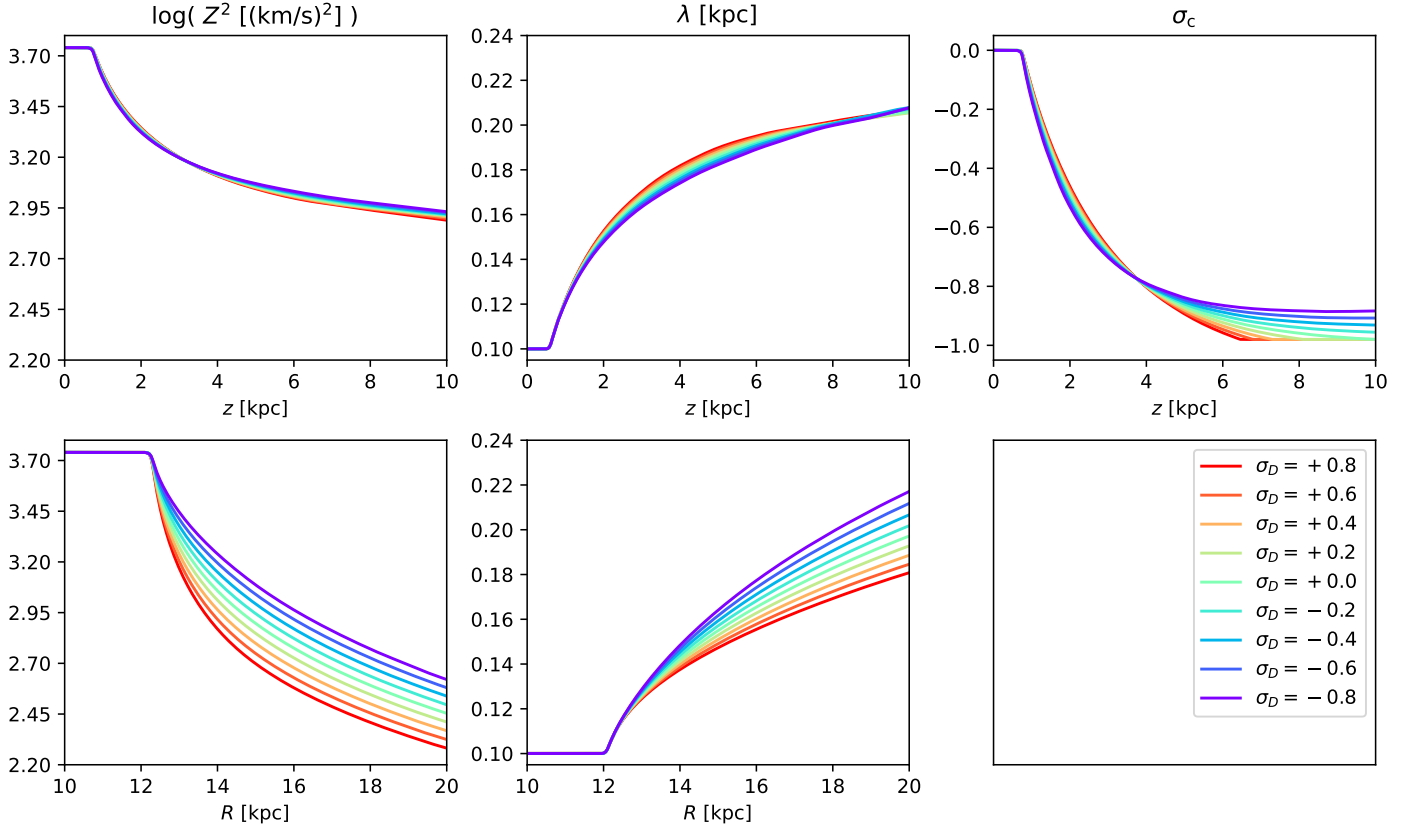 log( Z² [(km/s)²] )
λ [kpc]
σc
3.70
3.45
3.20
2.95
2.70
2.45
2.20
0 2 4 6 8 10
z [kpc]
0.24
0.22
0.20
0.18
0.16
0.14
0.12
0.10
0 2 4 6 8 10
z [kpc]
0.0
−0.2
−0.4
−0.6
−0.8
−1.0
0 2 4 6 8 10
z [kpc]
3.70
3.45
3.20
2.95
2.70
2.45
2.20
10 12 14 16 18 20
R [kpc]
0.24
0.22
0.20
0.18
0.16
0.14
0.12
0.10
10 12 14 16 18 20
R [kpc]
σD = +0.8
σD = +0.6
σD = +0.4
σD = +0.2
σD = +0.0
σD = −0.2
σD = −0.4
σD = −0.6
σD = −0.8